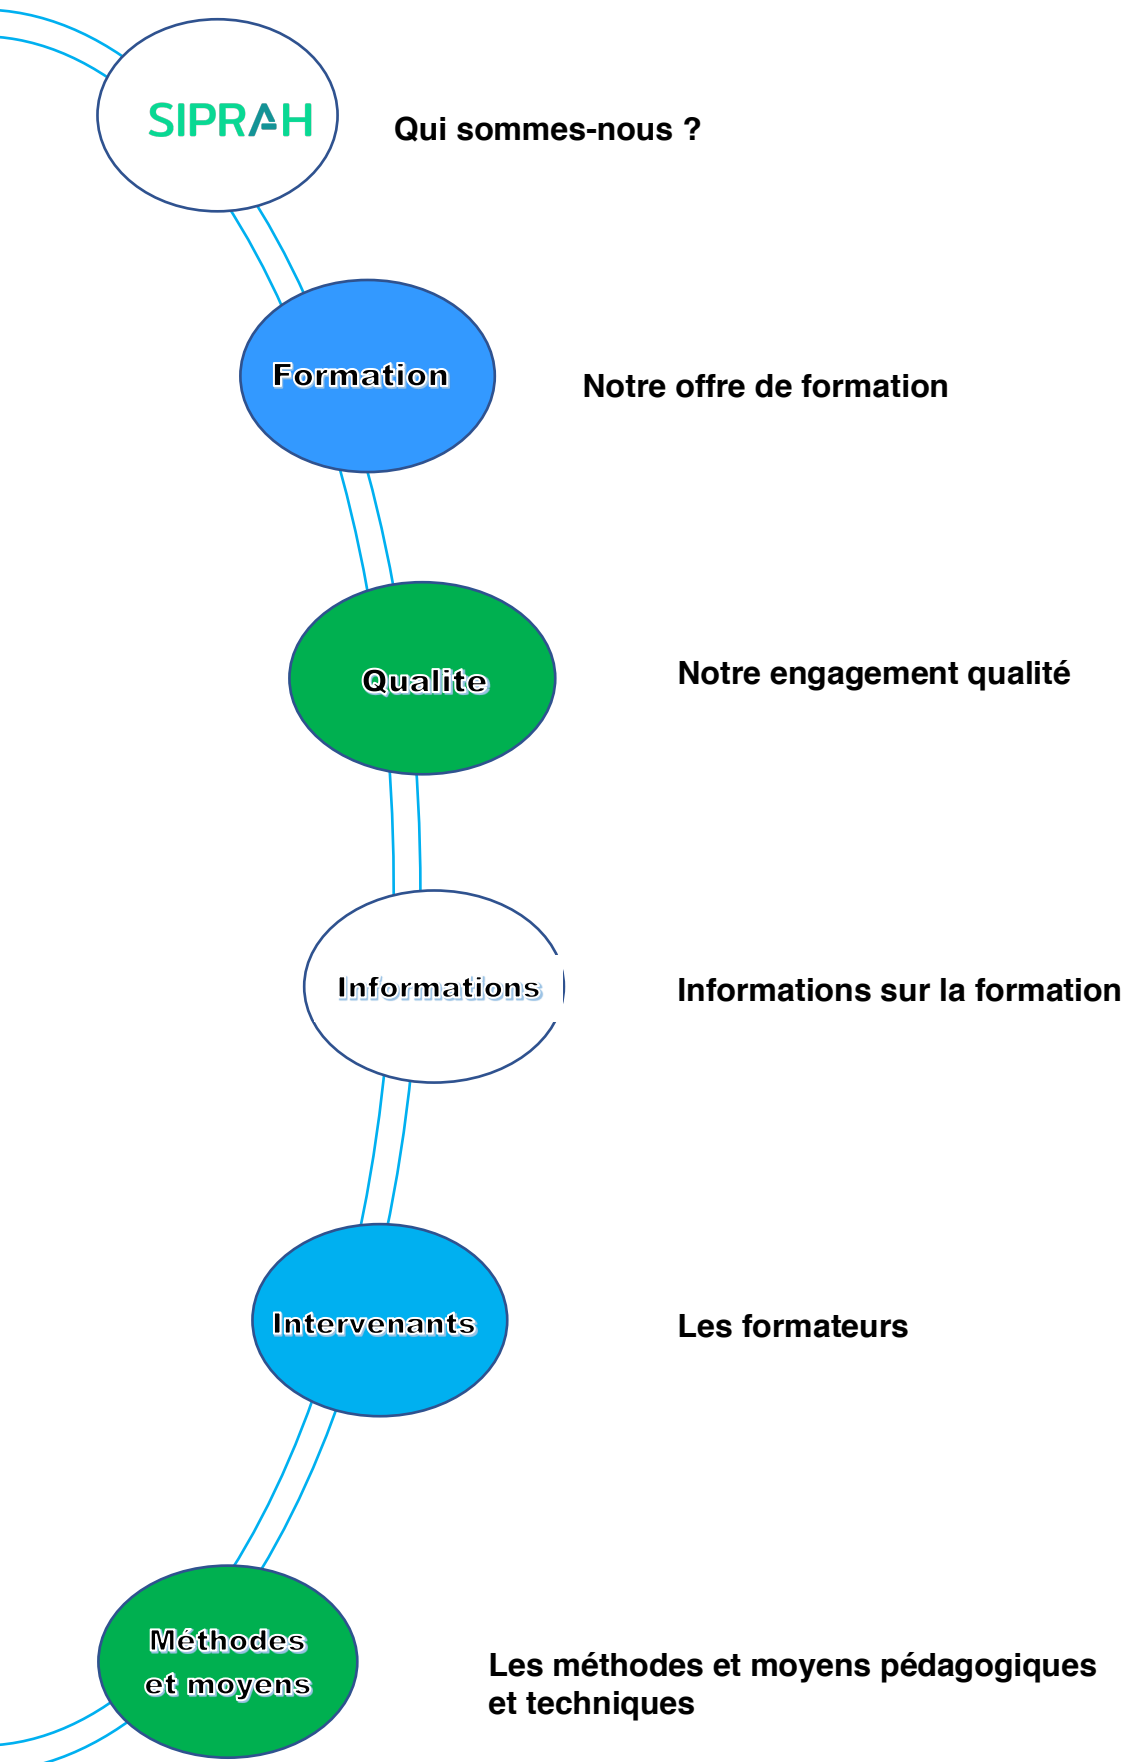 SIPRAH
Qui sommes-nous ?
Formation
Notre offre de formation
Qualite
Notre engagement qualité
Informations
Informations sur la formation
Intervenants
Les formateurs
Méthodes
et moyens
Les méthodes et moyens pédagogiques
et techniques